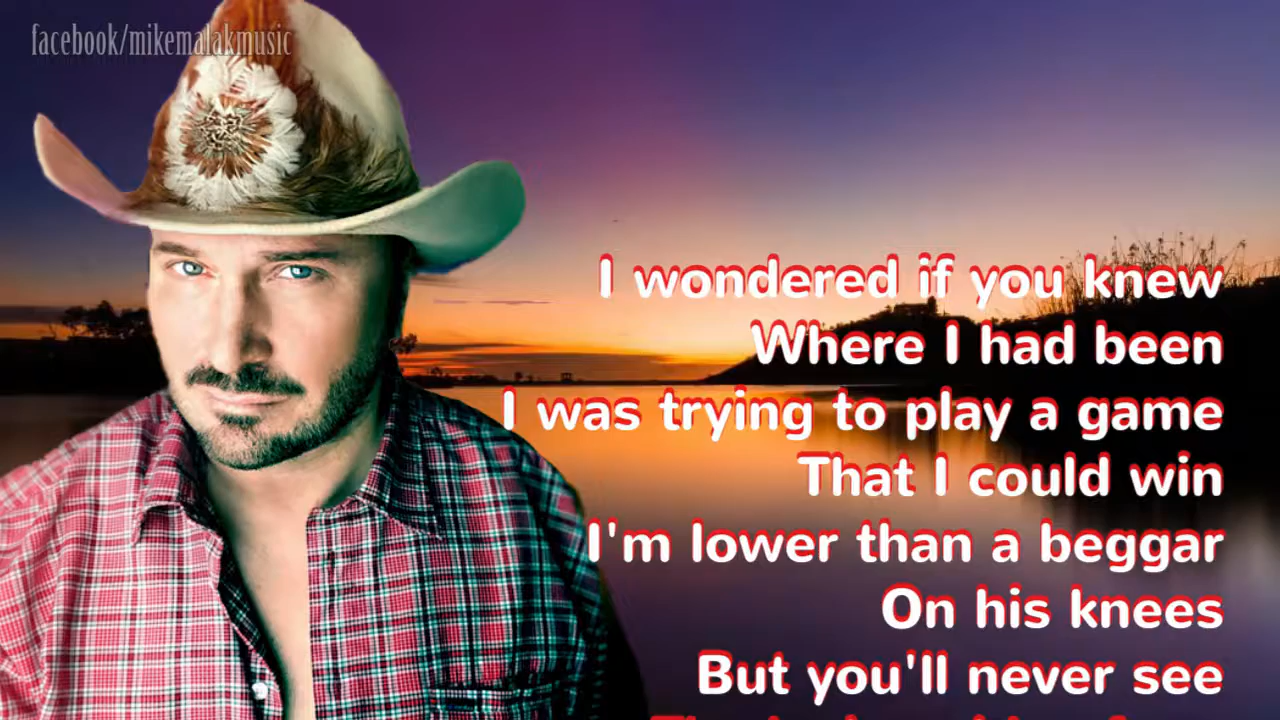 facebook/mikemalakmusic
I wondered if you knew
Where I had been
I was trying to play a game
That I could win
I'm lower than a beggar
On his knees
But you'll never see